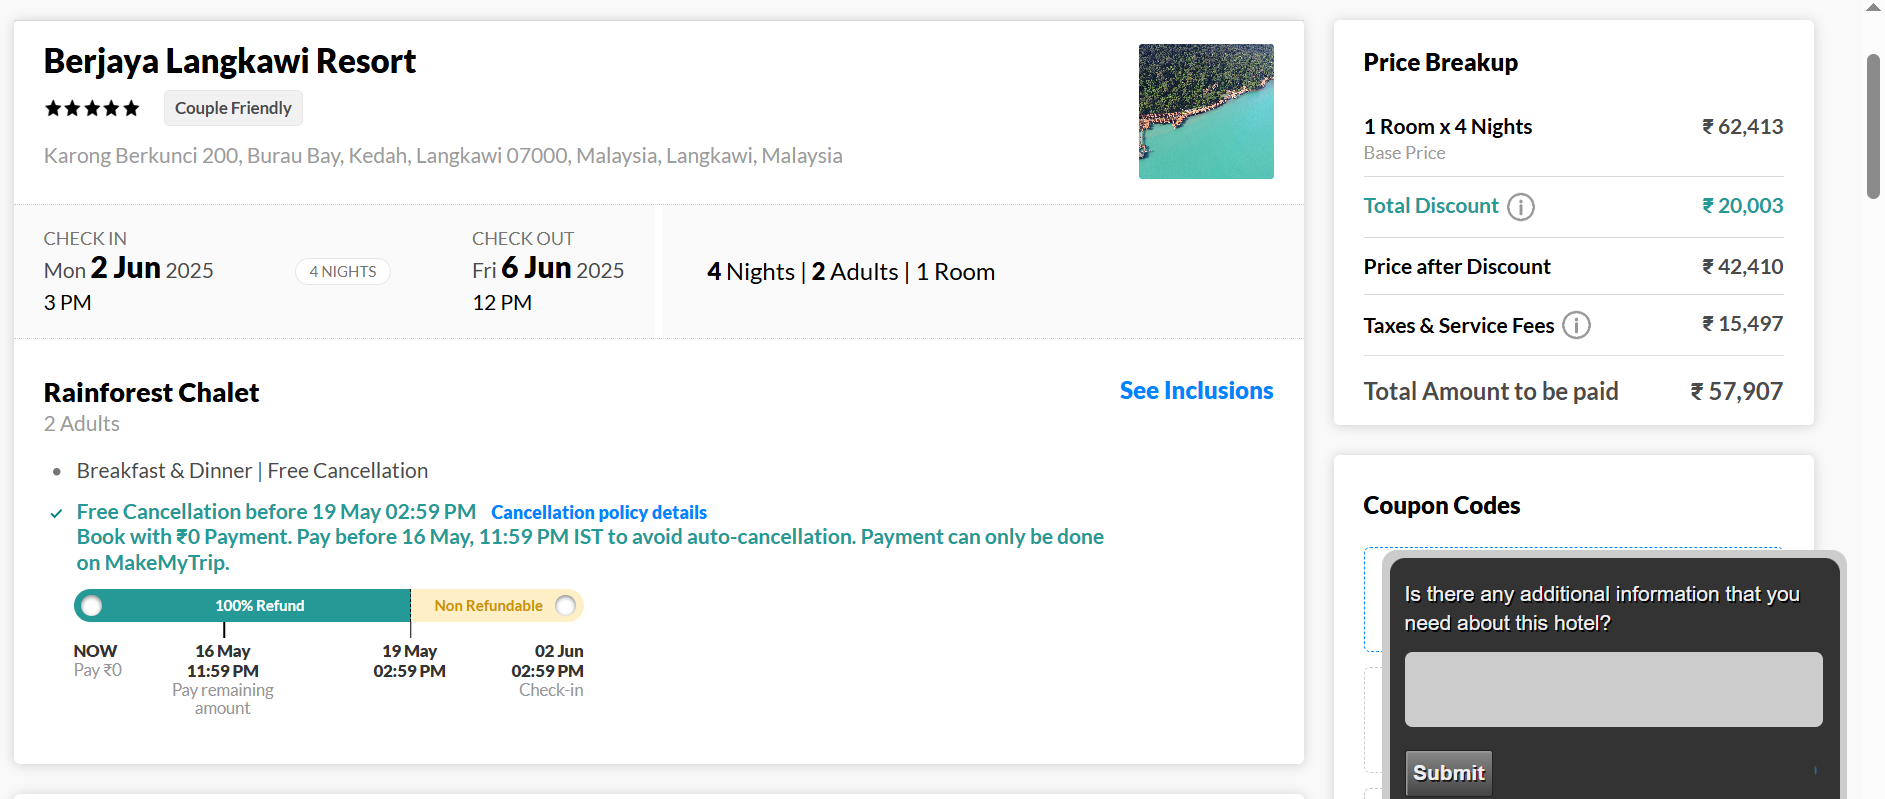 Berjaya Langkawi Resort
★★★★★ Couple Friendly
Karong Berkunci 200, Burau Bay, Kedah, Langkawi 07000, Malaysia, Langkawi, Malaysia
CHECK IN
Mon 2 Jun 2025
3 PM
4 NIGHTS
CHECK OUT
Fri 6 Jun 2025
12 PM
4 Nights | 2 Adults | 1 Room
Rainforest Chalet
See Inclusions
2 Adults
• Breakfast & Dinner | Free Cancellation
✓ Free Cancellation before 19 May 02:59 PM Cancellation policy details
Book with ₹0 Payment. Pay before 16 May, 11:59 PM IST to avoid auto-cancellation. Payment can only be done
on MakeMyTrip.
100% Refund
Non Refundable
NOW
Pay ₹0
16 May
11:59 PM
Pay remaining
amount
19 May
02:59 PM
02 Jun
02:59 PM
Check-in
Price Breakup
1 Room x 4 Nights ₹ 62,413
Base Price
Total Discount ₹ 20,003
Price after Discount ₹ 42,410
Taxes & Service Fees ₹ 15,497
Total Amount to be paid ₹ 57,907
Coupon Codes
Is there any additional information that you
need about this hotel?
Submit